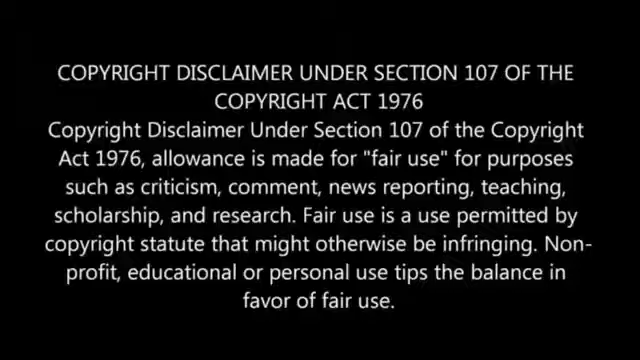 COPYRIGHT DISCLAIMER UNDER SECTION 107 OF THE
COPYRIGHT ACT 1976
Copyright Disclaimer Under Section 107 of the Copyright
Act 1976, allowance is made for "fair use" for purposes
such as criticism, comment, news reporting, teaching,
scholarship, and research. Fair use is a use permitted by
copyright statute that might otherwise be infringing. Non-
profit, educational or personal use tips the balance in
favor of fair use.